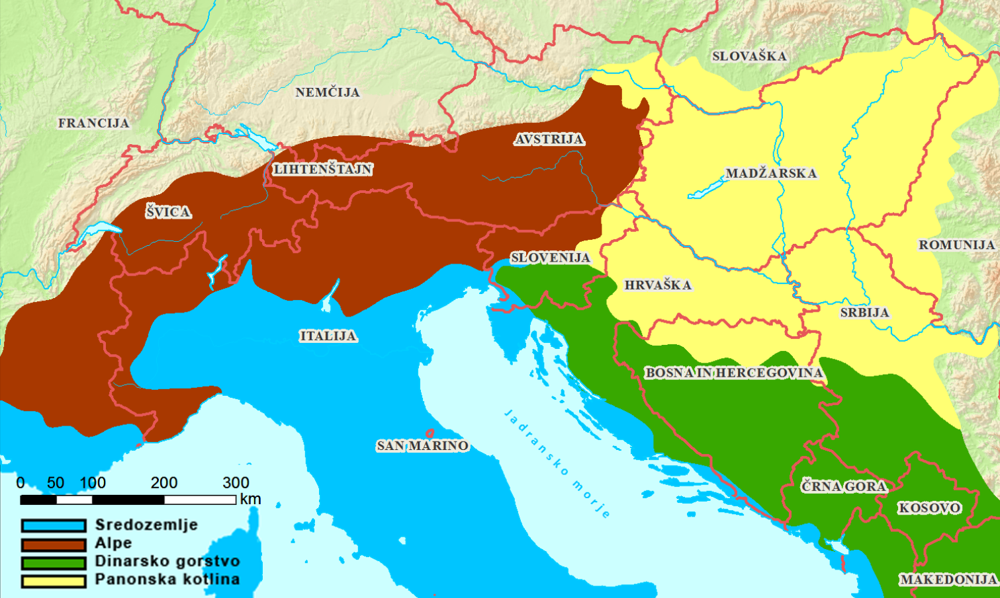 SLOVAŠKA
NEMČIJA
FRANCIJA
AVSTRIJA
LIHTENŠTAJN
MADŽARSKA
ŠVICA
ROMUNIJA
SLOVENIJA
HRVAŠKA
SRBIJA
ITALIJA
BOSNA IN HERCEGOVINA
Jadransko morje
SAN MARINO
ČRNA GORA
KOSOVO
MAKEDONIJA
0 50 100 200 300
km
Sredozemlje
Alpe
Dinarsko gorstvo
Panonska kotlina